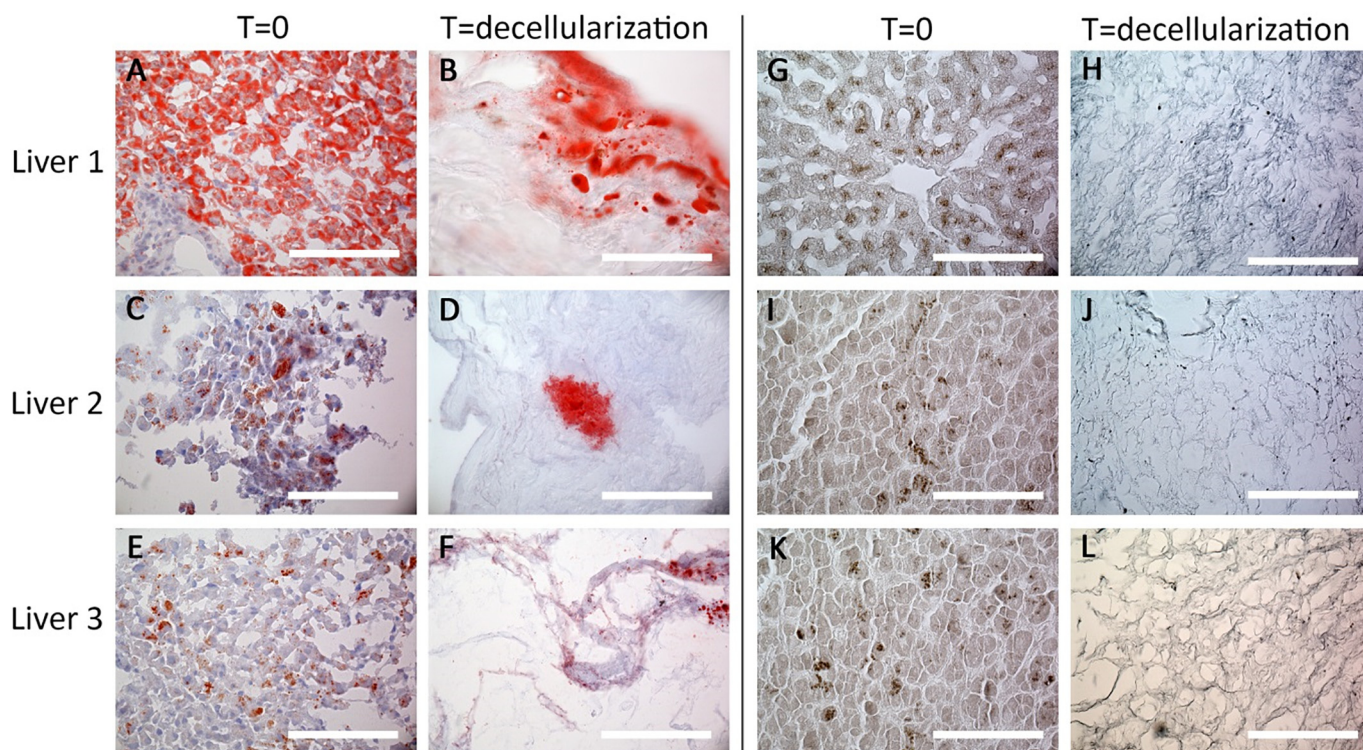 T=0 T=decellularization T=0 T=decellularization
Liver 1 A B G H
Liver 2 C D I J
Liver 3 E F K L